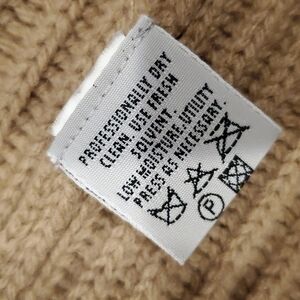 PROFESSIONALLY DRY
CLEAN. USE FRESH
SOLVENT.
LOW MOISTURE. UTILITY
PRESS AS NECESSARY.
P